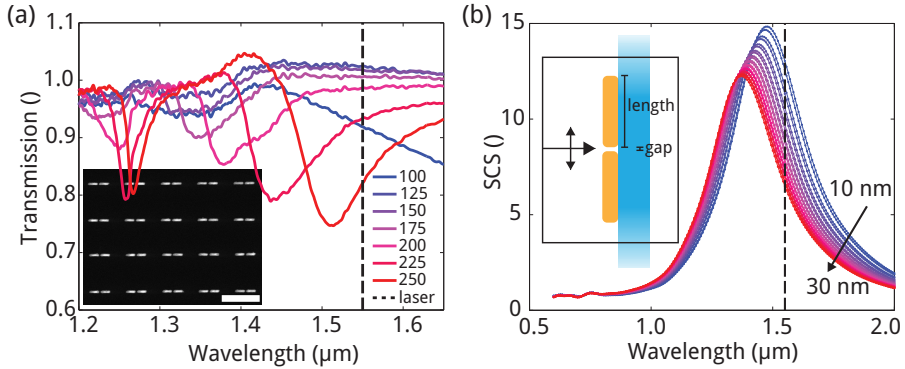 (a)
Transmission ()
1.1
1.0
0.9
0.8
0.7
0.6
1.2
1.3
1.4
1.5
1.6
Wavelength (μm)
100
125
150
175
200
225
250
laser
(b)
SCS ()
15
10
5
0
0.5
1.0
1.5
2.0
Wavelength (μm)
length
gap
10 nm
30 nm